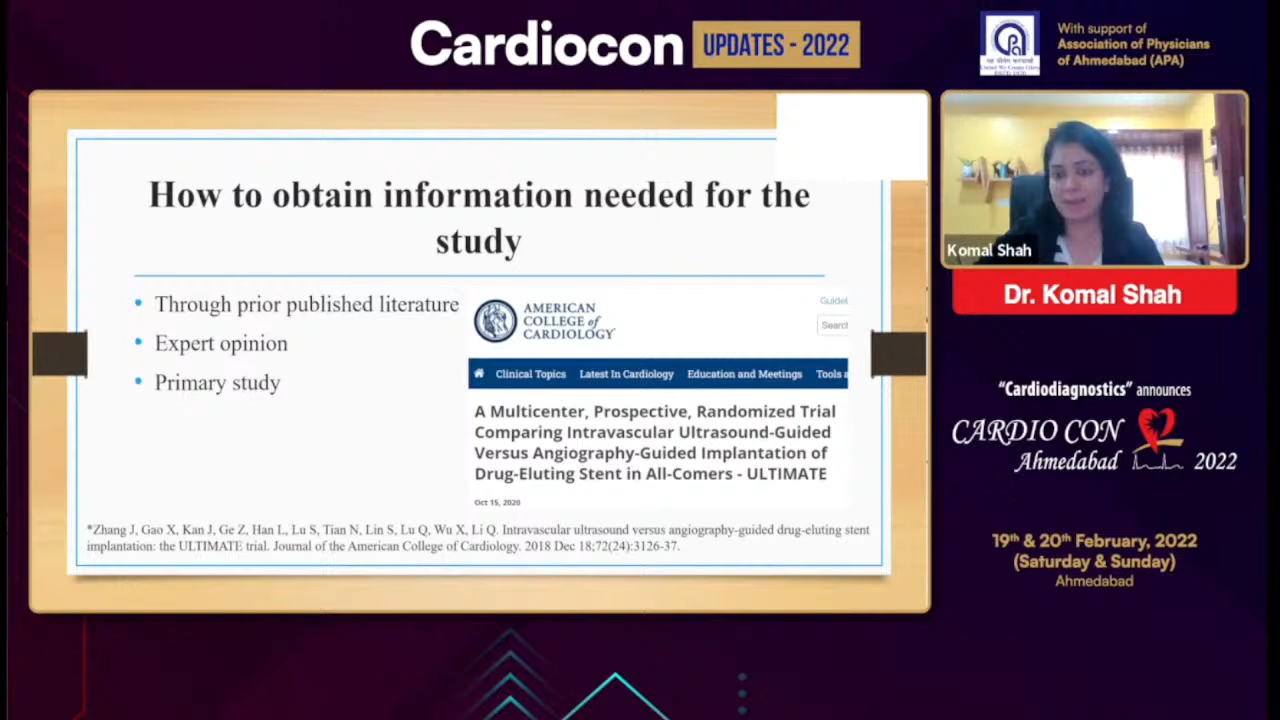 Cardiocon UPDATES - 2022
With support of
Association of Physicians
of Ahmedabad (APA)
How to obtain information needed for the
study
• Through prior published literature
• Expert opinion
• Primary study
AMERICAN
COLLEGE of
CARDIOLOGY
Guidel
Search
Clinical Topics Latest In Cardiology Education and Meetings Tools a
A Multicenter, Prospective, Randomized Trial
Comparing Intravascular Ultrasound-Guided
Versus Angiography-Guided Implantation of
Drug-Eluting Stent in All-Comers - ULTIMATE
Oct 15, 2020
*Zhang J, Gao X, Kan J, Ge Z, Han L, Lu S, Tian N, Lin S, Lu Q, Wu X, Li Q. Intravascular ultrasound versus angiography-guided drug-eluting stent
implantation: the ULTIMATE trial. Journal of the American College of Cardiology. 2018 Dec 18;72(24):3126-37.
Komal Shah
Dr. Komal Shah
"Cardiodiagnostics" announces
CARDIO CON
Ahmedabad 2022
19th & 20th February, 2022
(Saturday & Sunday)
Ahmedabad